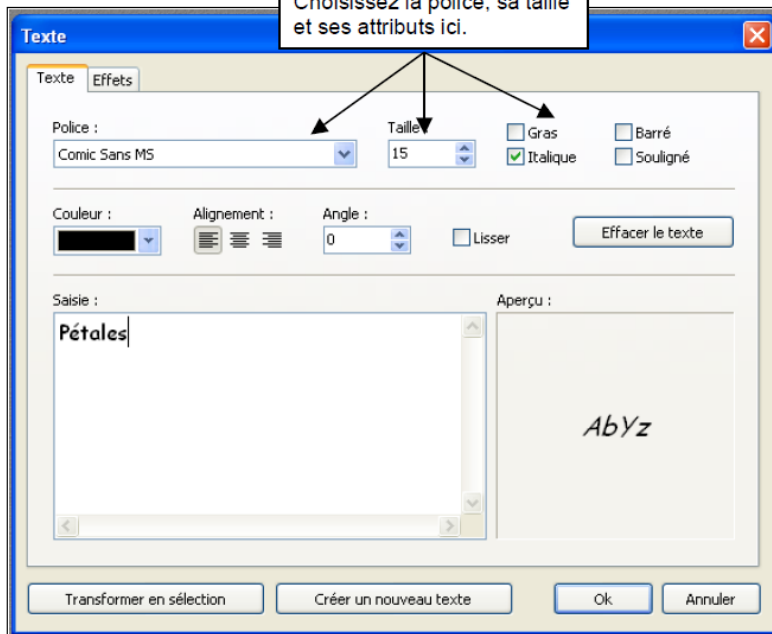 Choisissez la police, sa taille
et ses attributs ici.
Texte
Texte Effets
Police : Taille :
Comic Sans MS 15 Gras Barré
Italique Souligné
Couleur : Alignement : Angle :
0 Lisser Effacer le texte
Saisie : Aperçu :
Pétales
AbYz
Transformer en sélection Créer un nouveau texte Ok Annuler